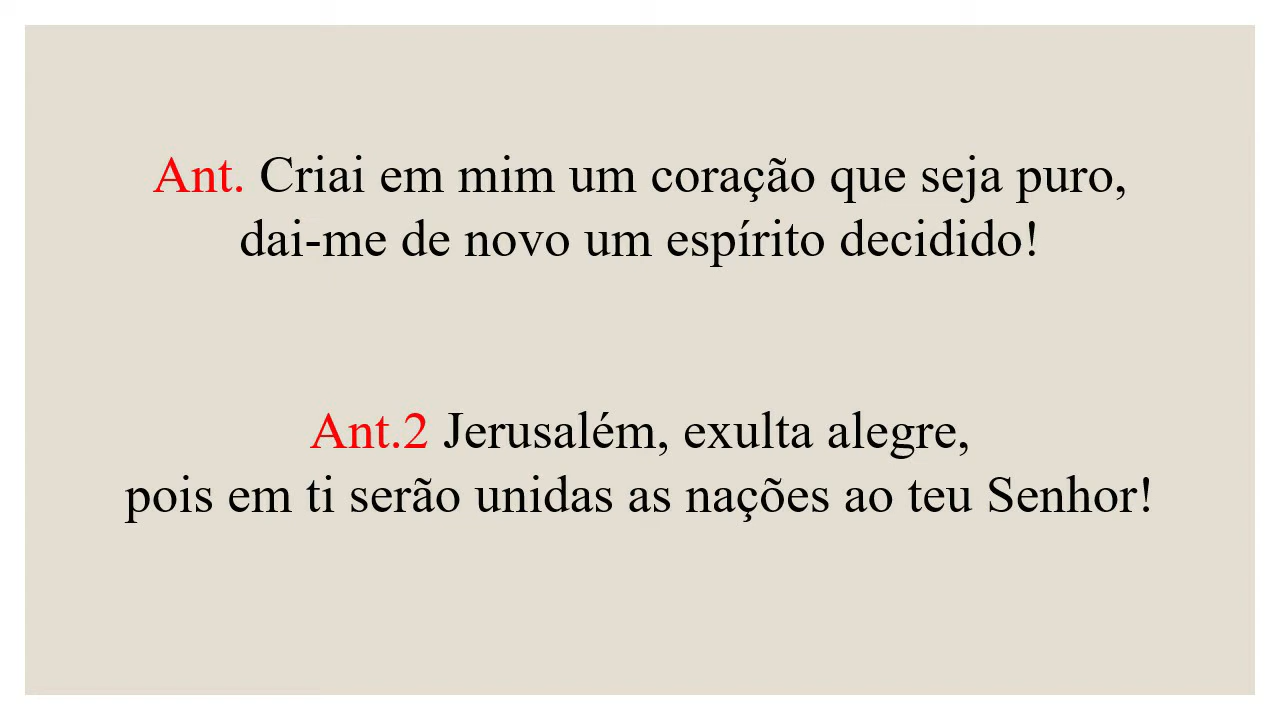 Ant. Criai em mim um coração que seja puro,
dai-me de novo um espírito decidido!
Ant.2 Jerusalém, exulta alegre,
pois em ti serão unidas as nações ao teu Senhor!